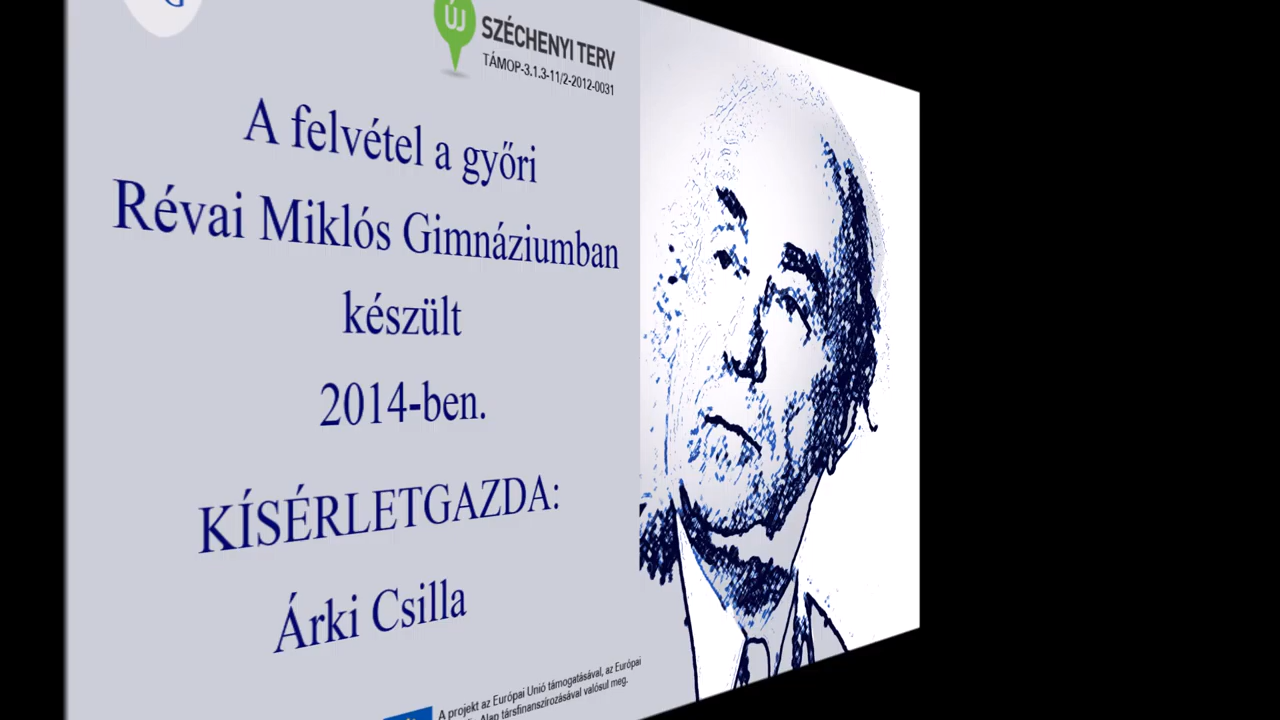 ÚJ
SZÉCHENYI TERV
TÁMOP-3.1.3-11/2-2012-0031
A felvétel a győri
Révai Miklós Gimnáziumban
készült
2014-ben.
KÍSÉRLETGAZDA:
Árki Csilla
A projekt az Európai Unió támogatásával, az Európai
Alap társfinanszírozásával valósul meg.